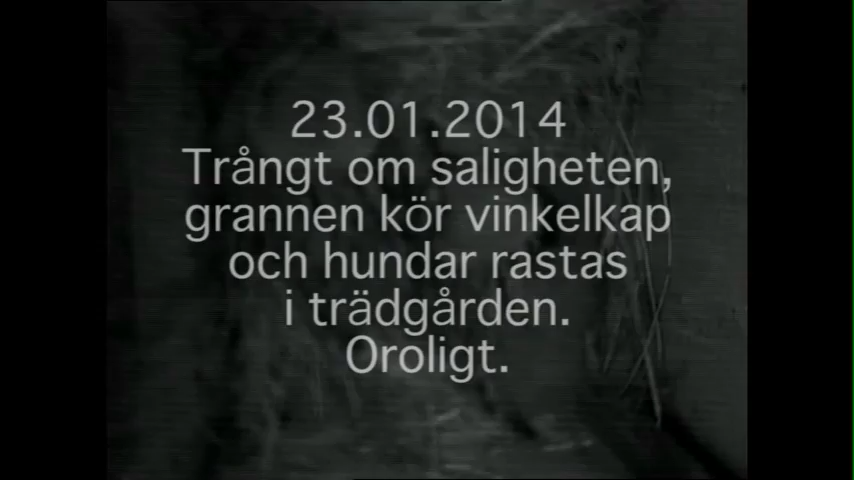 23.01.2014
Trångt om saligheten,
grannen kör vinkelkap
och hundar rastas
i trädgården.
Oroligt.